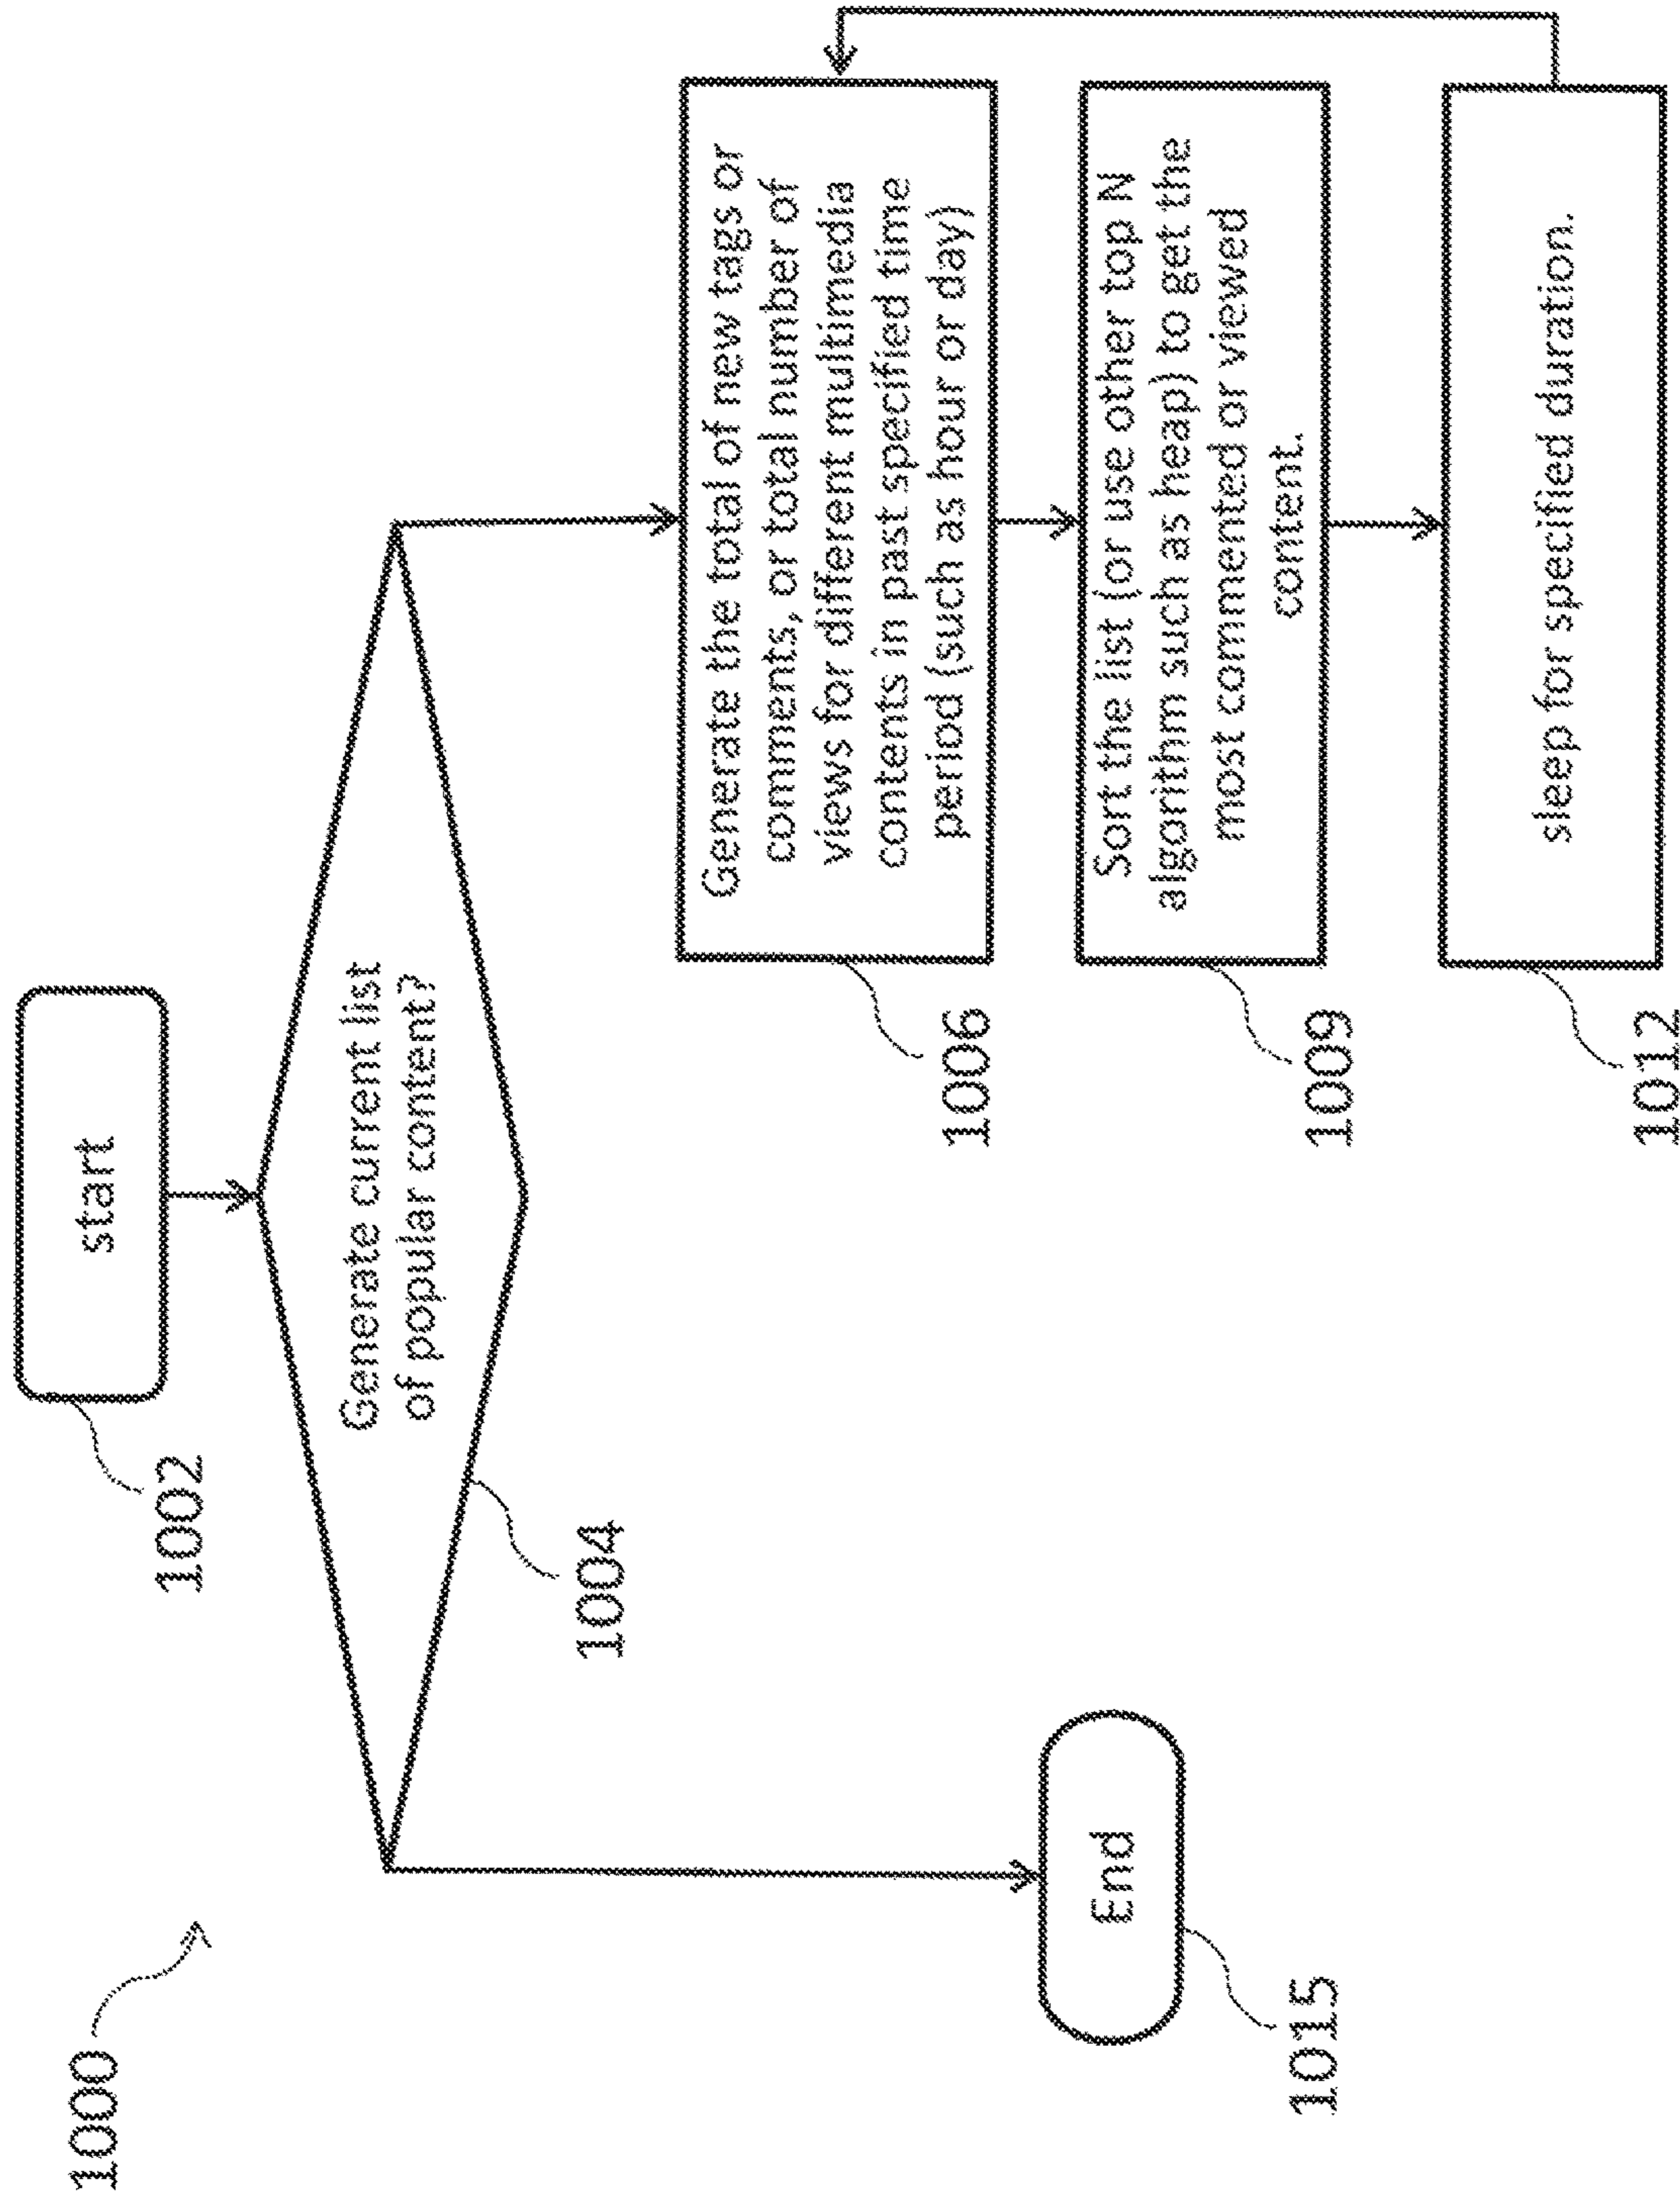 1000
start
1002
Generate current list
of popular content?
1004
Generate the total of new tags or
comments, or total number of
views for different multimedia
contents in past specified time
period (such as hour or day)
1006
Sort the list (or use other top N
algorithm such as heap) to get the
most commented or viewed
content.
1009
sleep for specified duration.
1012
End
1015